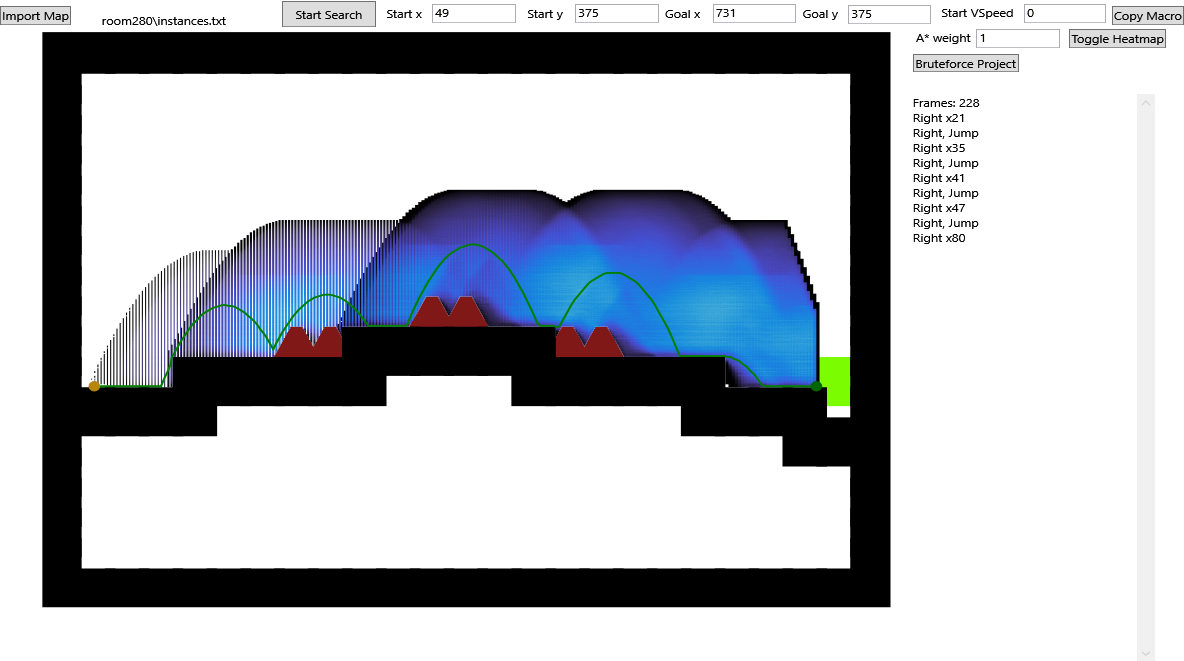 Import Map room280\instances.txt Start Search Start x 49 Start y 375 Goal x 731 Goal y 375 Start VSpeed 0 Copy Macro
A* weight 1 Toggle Heatmap
Bruteforce Project
Frames: 228
Right x21
Right, Jump
Right x35
Right, Jump
Right x41
Right, Jump
Right x47
Right, Jump
Right x80